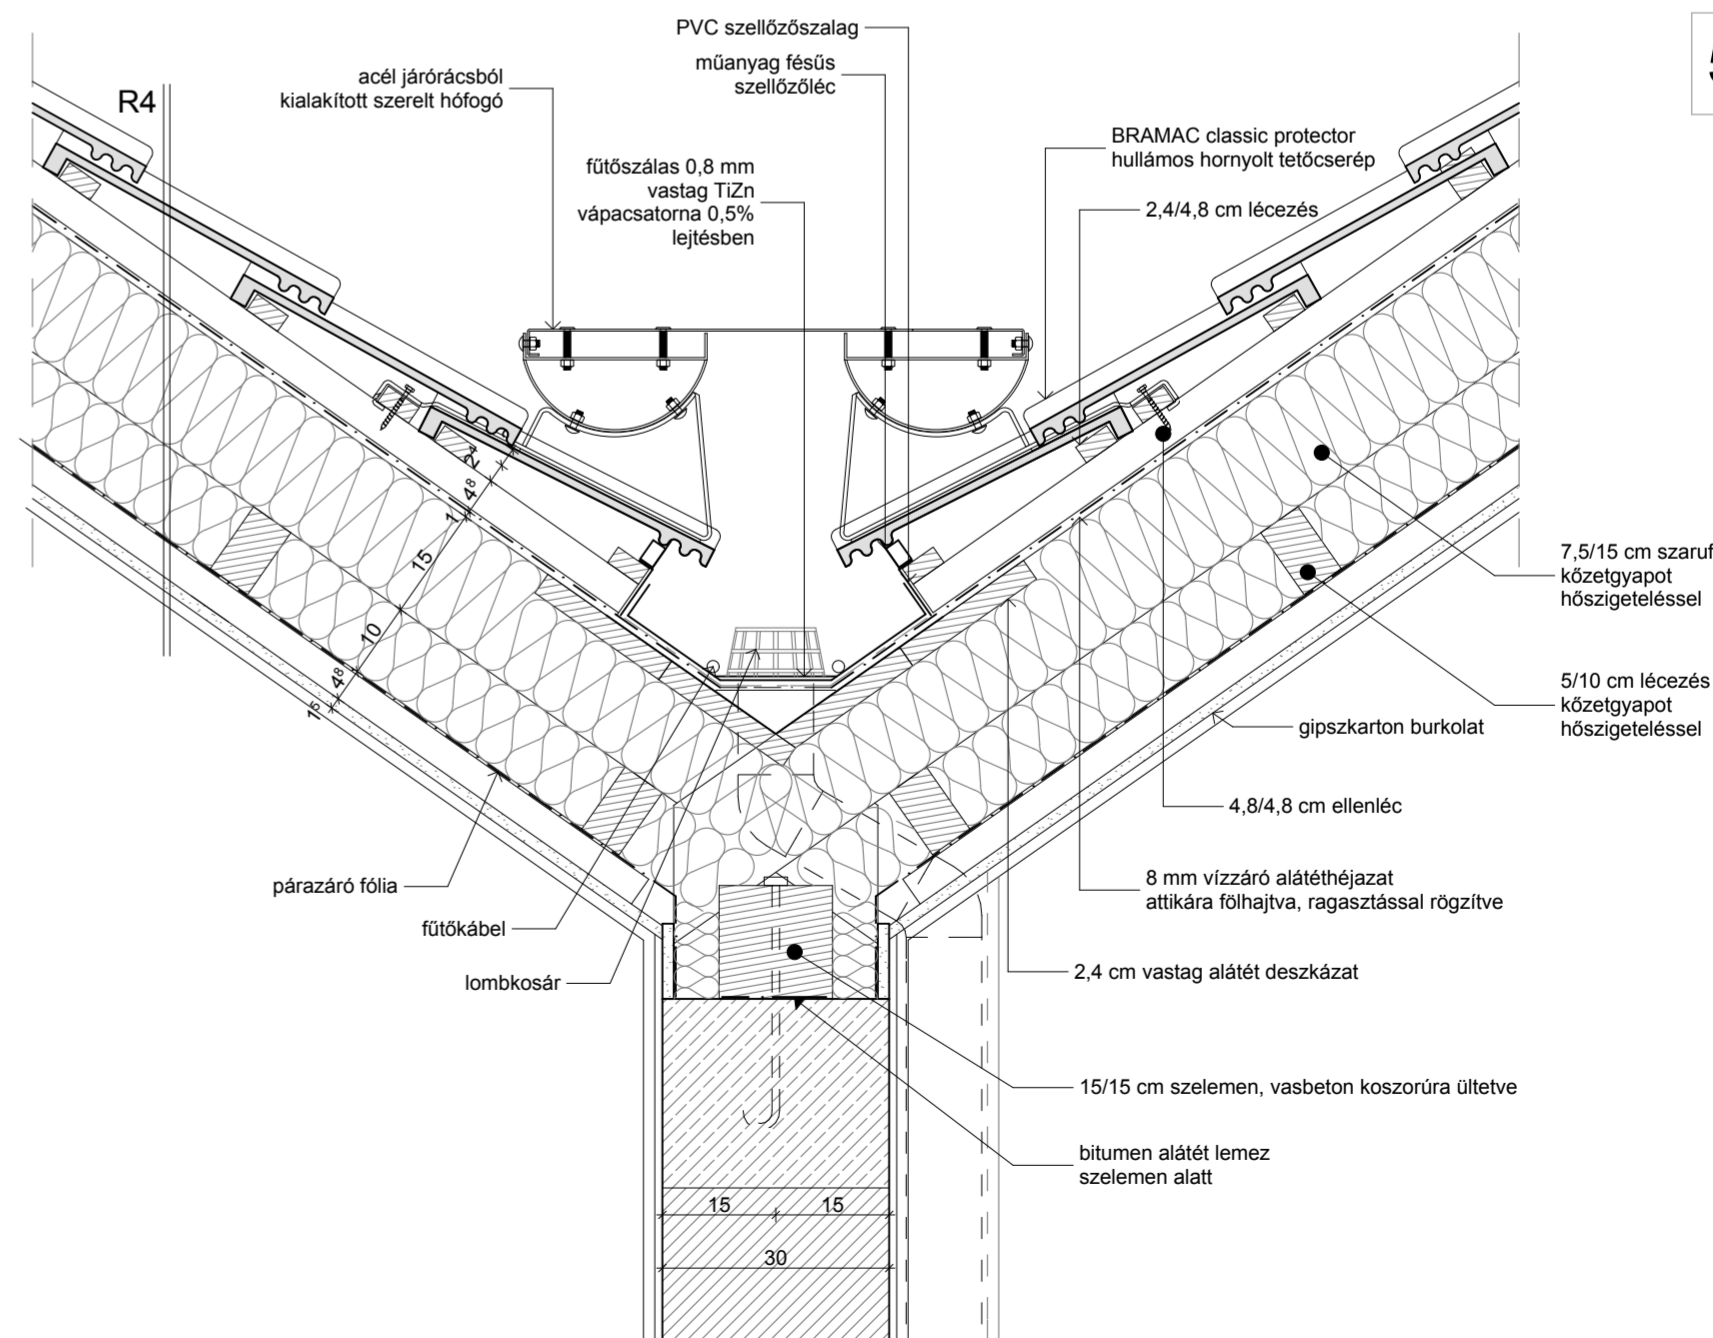 PVC szellőzőszalag
műanyag fésűs
szellőzőléc
acél járórácsból
kialakított szerelt hófogó
R4
BRAMAC classic protector
hullámos hornyolt tetőcserép
fűtőszálas 0,8 mm
vastag TiZn
vápacsatorna 0,5%
lejtésben
2,4/4,8 cm lécezés
2⁴
4⁸
1
15
10
4⁸
1⁵
7,5/15 cm szaruf
kőzetgyapot
hőszigeteléssel
5/10 cm lécezés
kőzetgyapot
hőszigeteléssel
gipszkarton burkolat
4,8/4,8 cm ellenléc
párazáró fólia
8 mm vízzáró alátéthéjazat
attikára fölhajtva, ragasztással rögzítve
fűtőkábel
lombkosár
2,4 cm vastag alátét deszkázat
15/15 cm szelemen, vasbeton koszorúra ültetve
bitumen alátét lemez
szelemen alatt
15 15
30